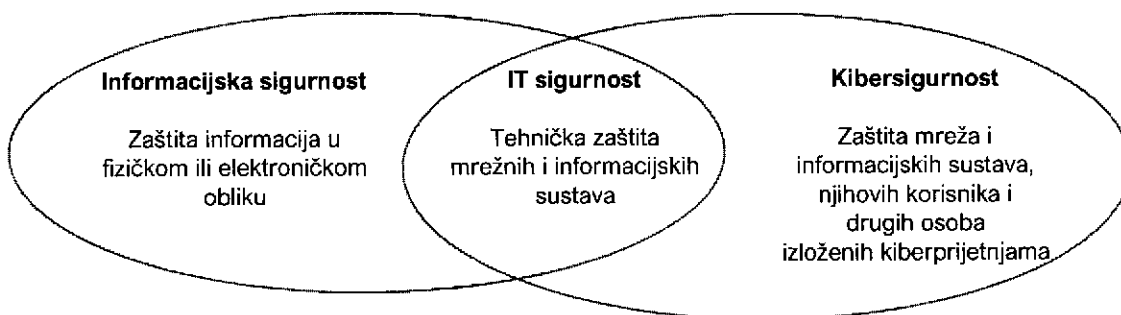 Informacijska sigurnost
Zaštita informacija u
fizičkom ili elektroničkom
obliku
IT sigurnost
Tehnička zaštita
mrežnih i informacijskih
sustava
Kibersigurnost
Zaštita mreža i
informacijskih sustava,
njihovih korisnika i
drugih osoba
izloženih kiberprijetnjama